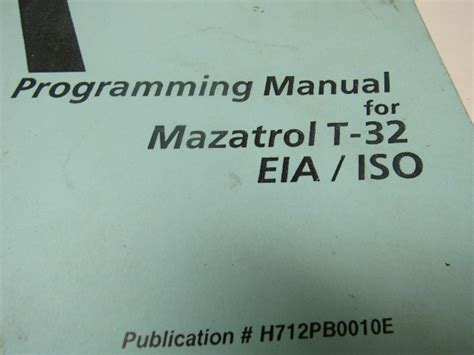 Programming Manual
for
Mazatrol T-32
EIA / ISO
Publication # H712PB0010E